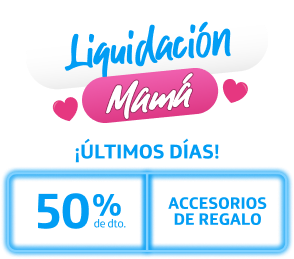 Liquidación
Mamá
¡ÚLTIMOS DÍAS!
50%
de dto.
ACCESORIOS
DE REGALO